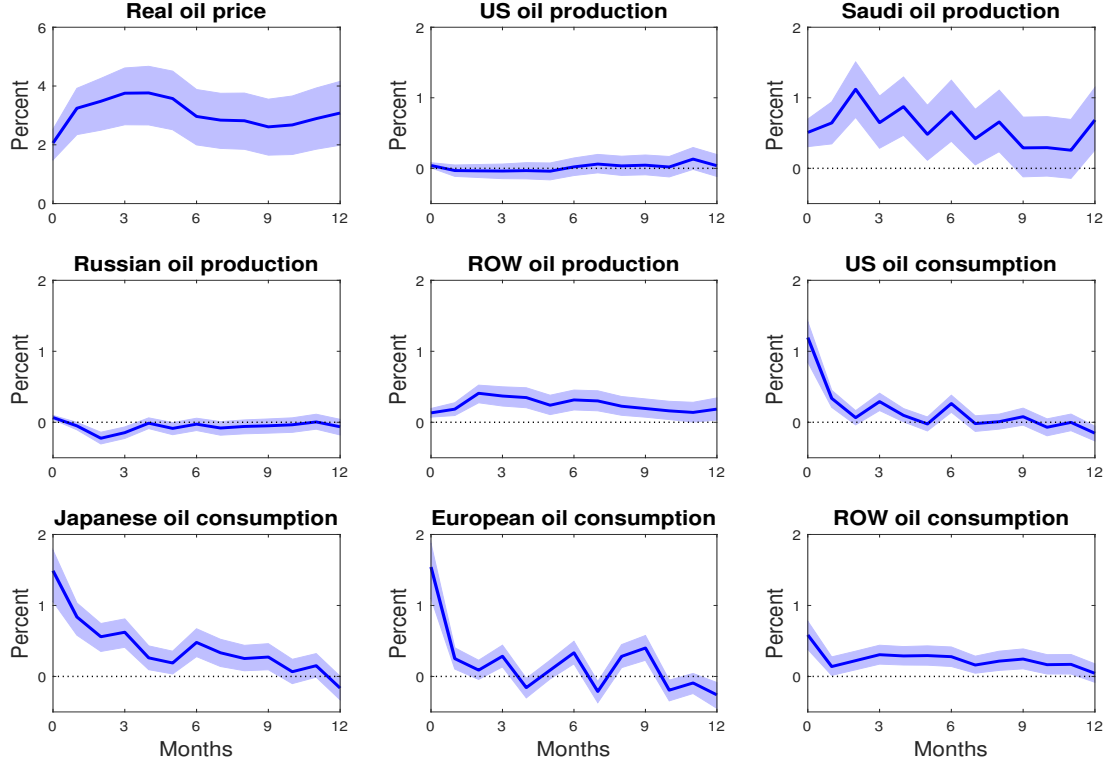 Real oil price
US oil production
Saudi oil production
Percent
6
4
2
0
0 3 6 9 12
Percent
2
1
0
0 3 6 9 12
Percent
2
1
0
0 3 6 9 12
Russian oil production
ROW oil production
US oil consumption
Percent
2
1
0
0 3 6 9 12
Percent
2
1
0
0 3 6 9 12
Percent
2
1
0
0 3 6 9 12
Japanese oil consumption
European oil consumption
ROW oil consumption
Percent
2
1
0
0 3 6 9 12
Months
Percent
2
1
0
0 3 6 9 12
Months
Percent
2
1
0
0 3 6 9 12
Months